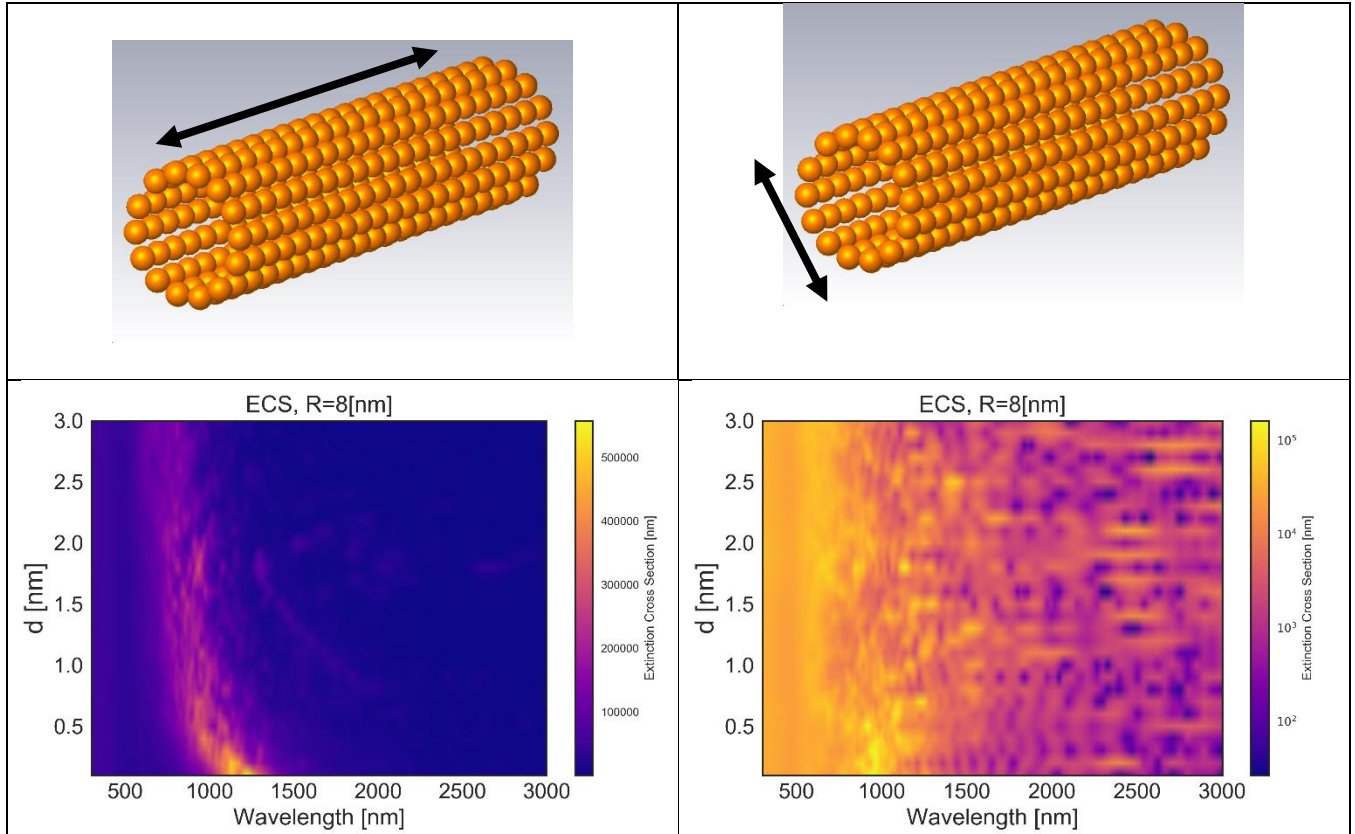 ECS, R=8[nm]
3.0
2.5
2.0
1.5
1.0
0.5
d [nm]
500 1000 1500 2000 2500 3000
Wavelength [nm]
500000
400000
300000
200000
100000
Extinction Cross Section [nm]
ECS, R=8[nm]
3.0
2.5
2.0
1.5
1.0
0.5
d [nm]
500 1000 1500 2000 2500 3000
Wavelength [nm]
10⁵
10⁴
10³
10²
Extinction Cross Section [nm]